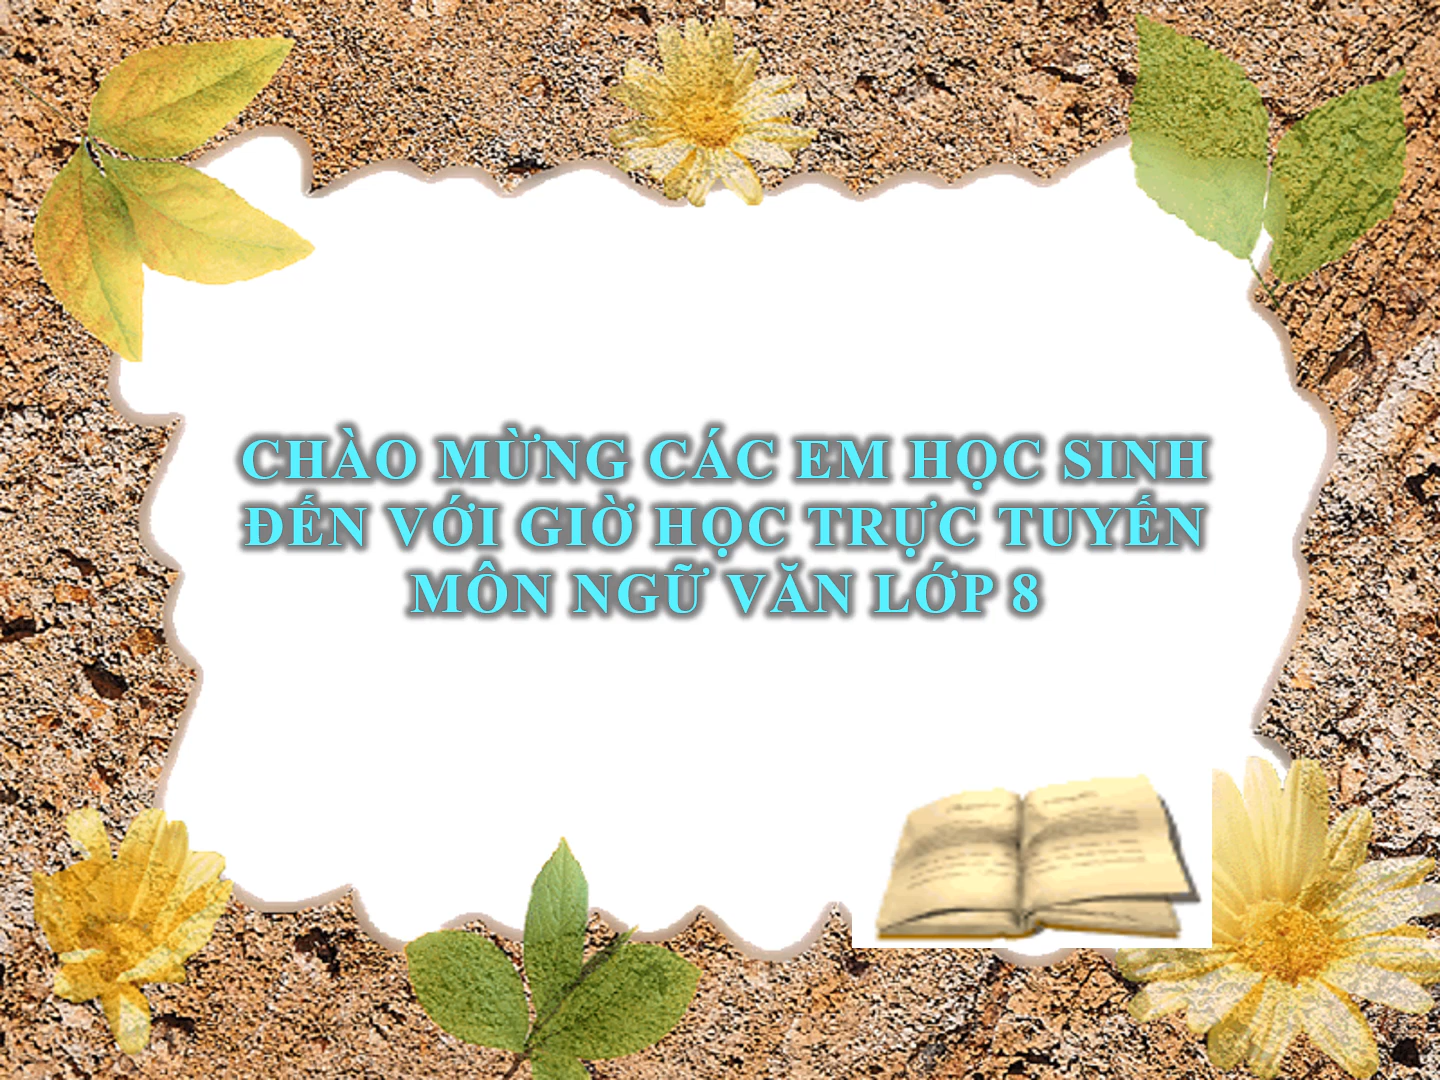 CHÀO MỪNG CÁC EM HỌC SINH
ĐẾN VỚI GIỜ HỌC TRỰC TUYẾN
MÔN NGỮ VĂN LỚP 8